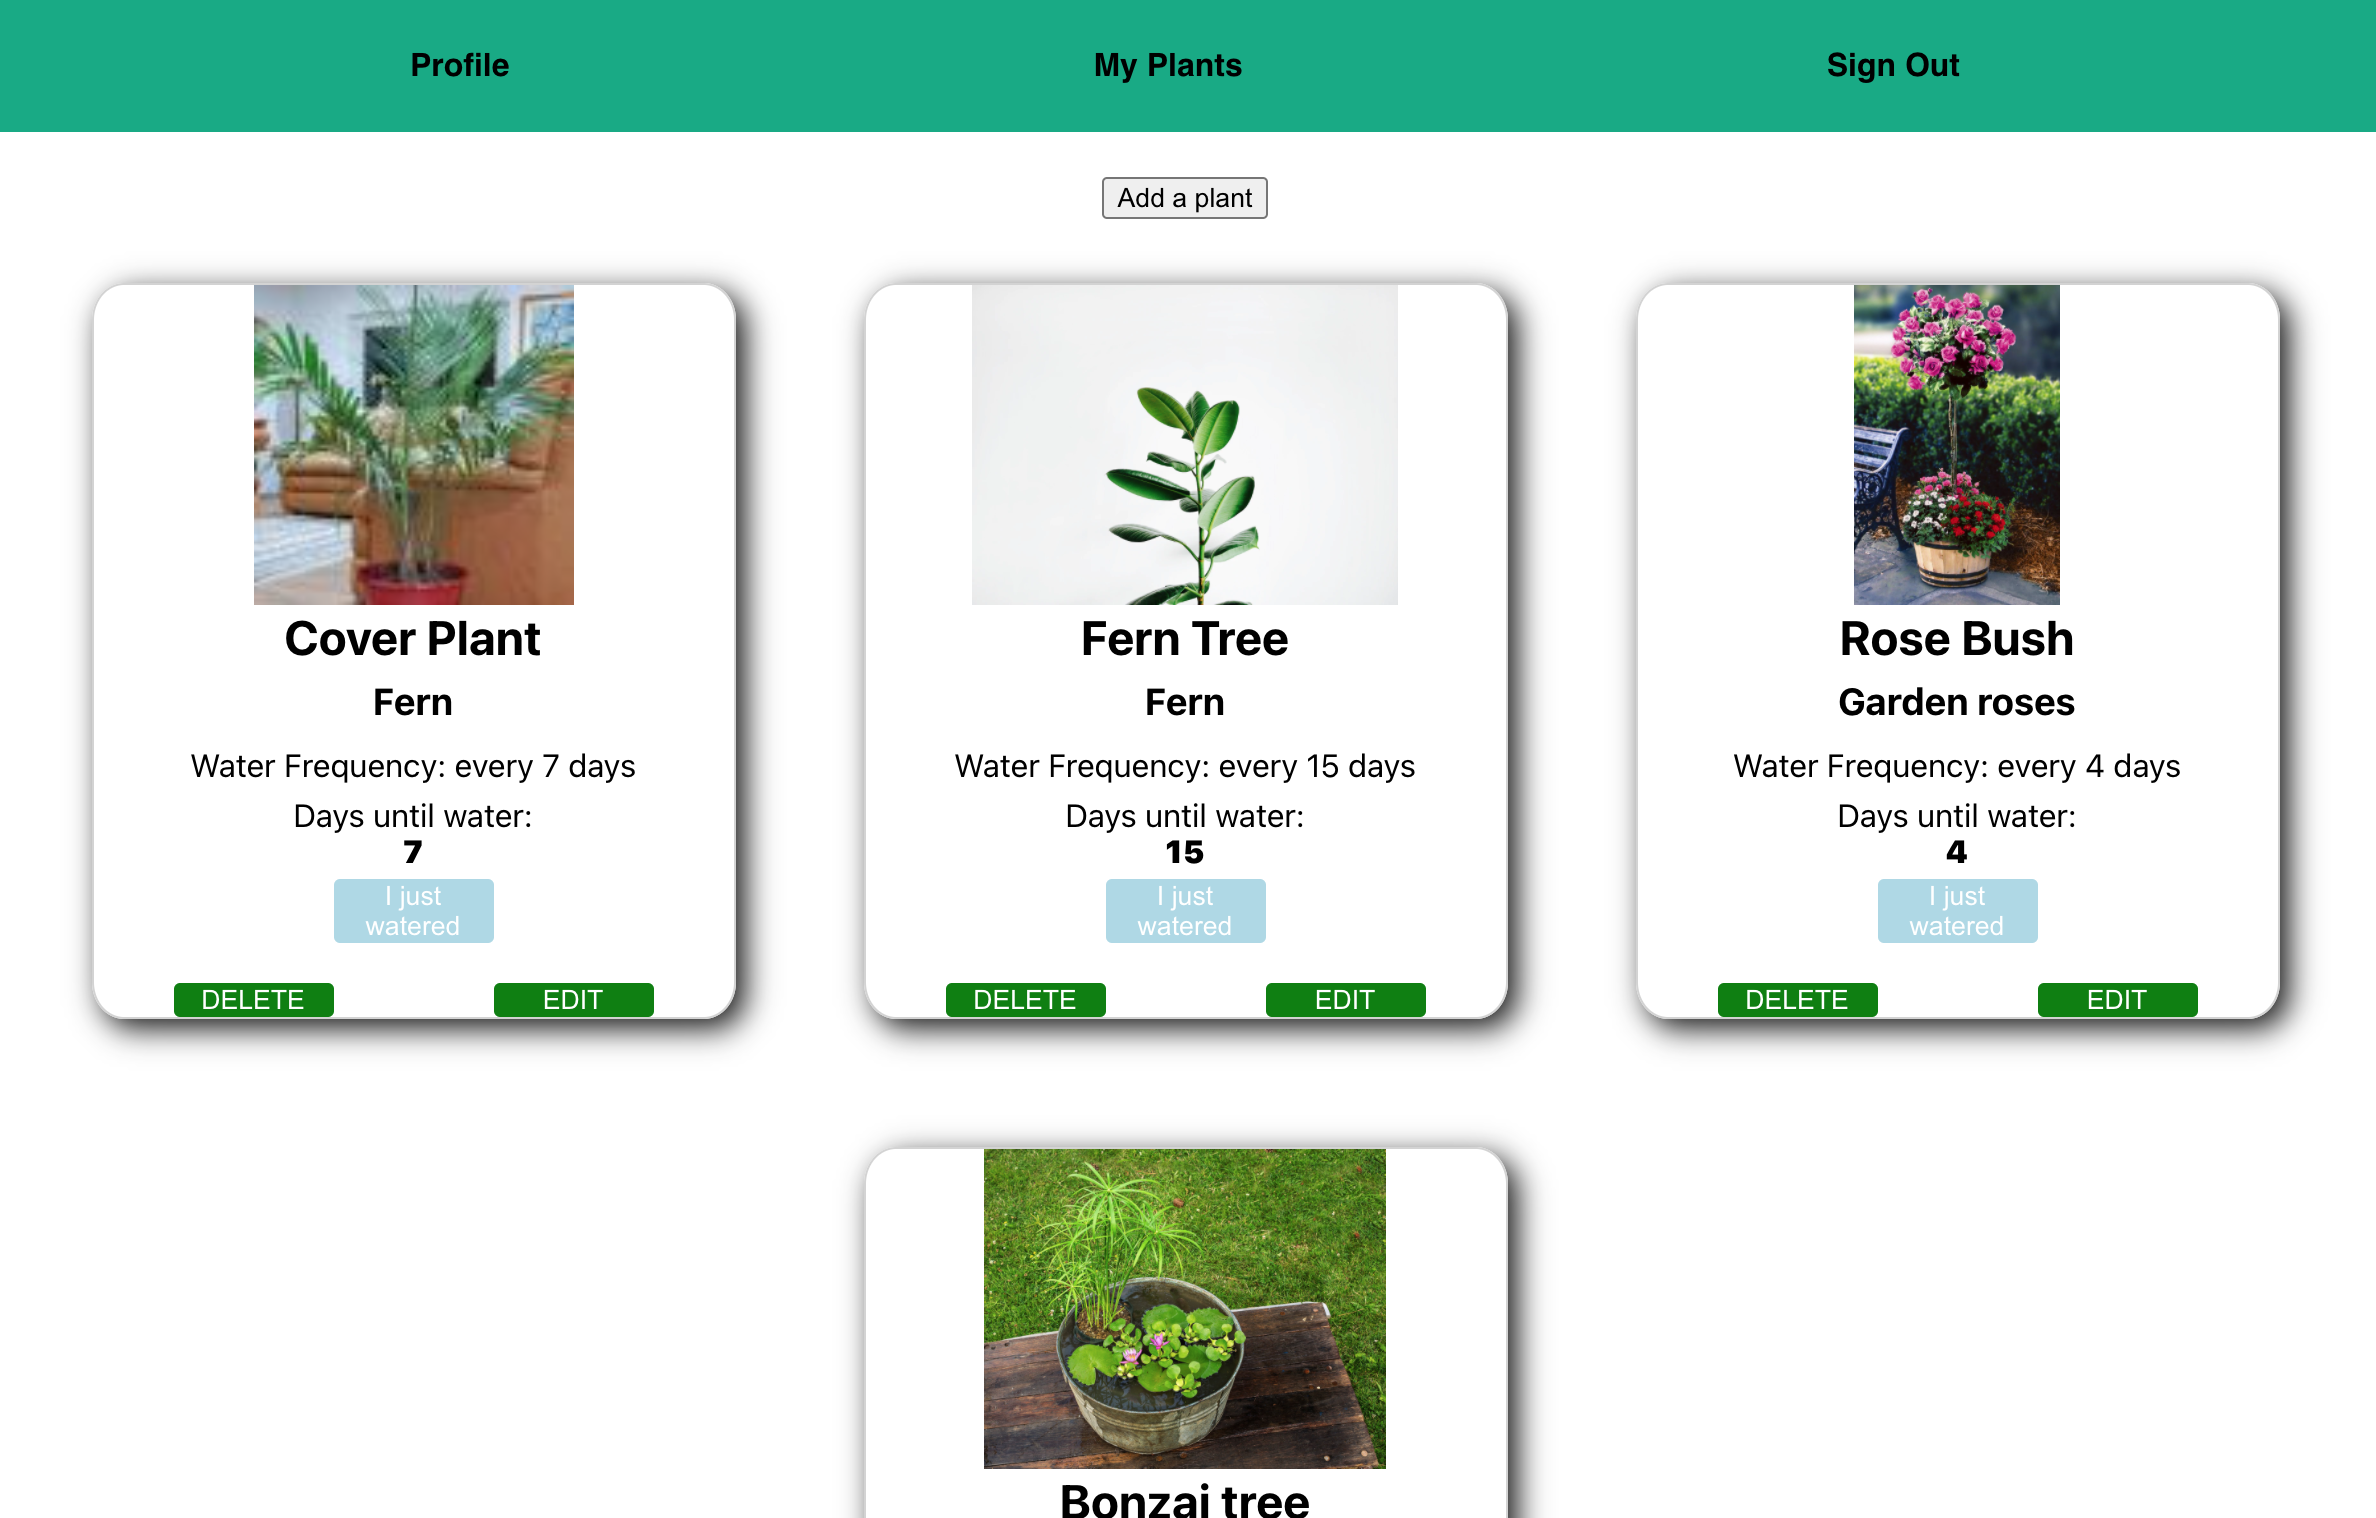 Profile
My Plants
Sign Out
Add a plant
Cover Plant
Fern
Water Frequency: every 7 days
Days until water:
7
I just
watered
DELETE
EDIT
Fern Tree
Fern
Water Frequency: every 15 days
Days until water:
15
I just
watered
DELETE
EDIT
Rose Bush
Garden roses
Water Frequency: every 4 days
Days until water:
4
I just
watered
DELETE
EDIT
Bonzai tree